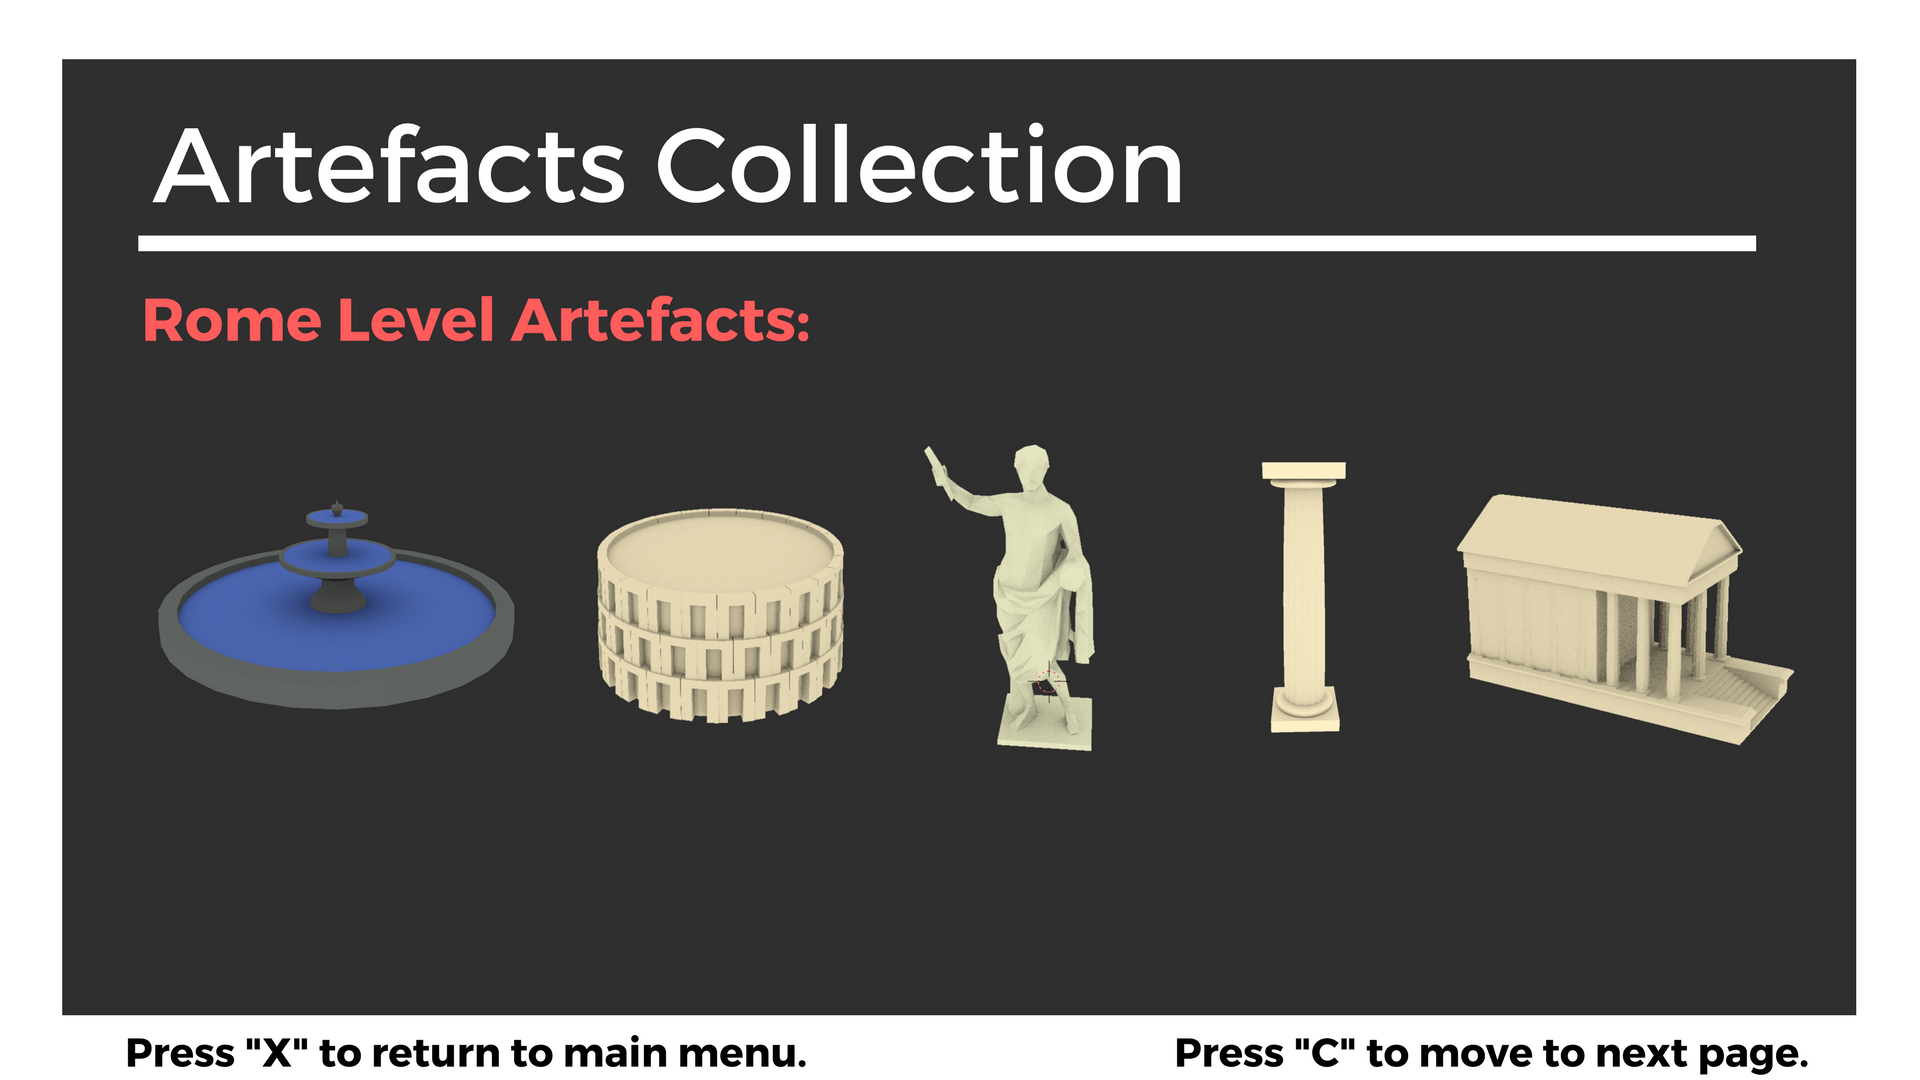 Artefacts Collection
Rome Level Artefacts:
Press "X" to return to main menu.
Press "C" to move to next page.